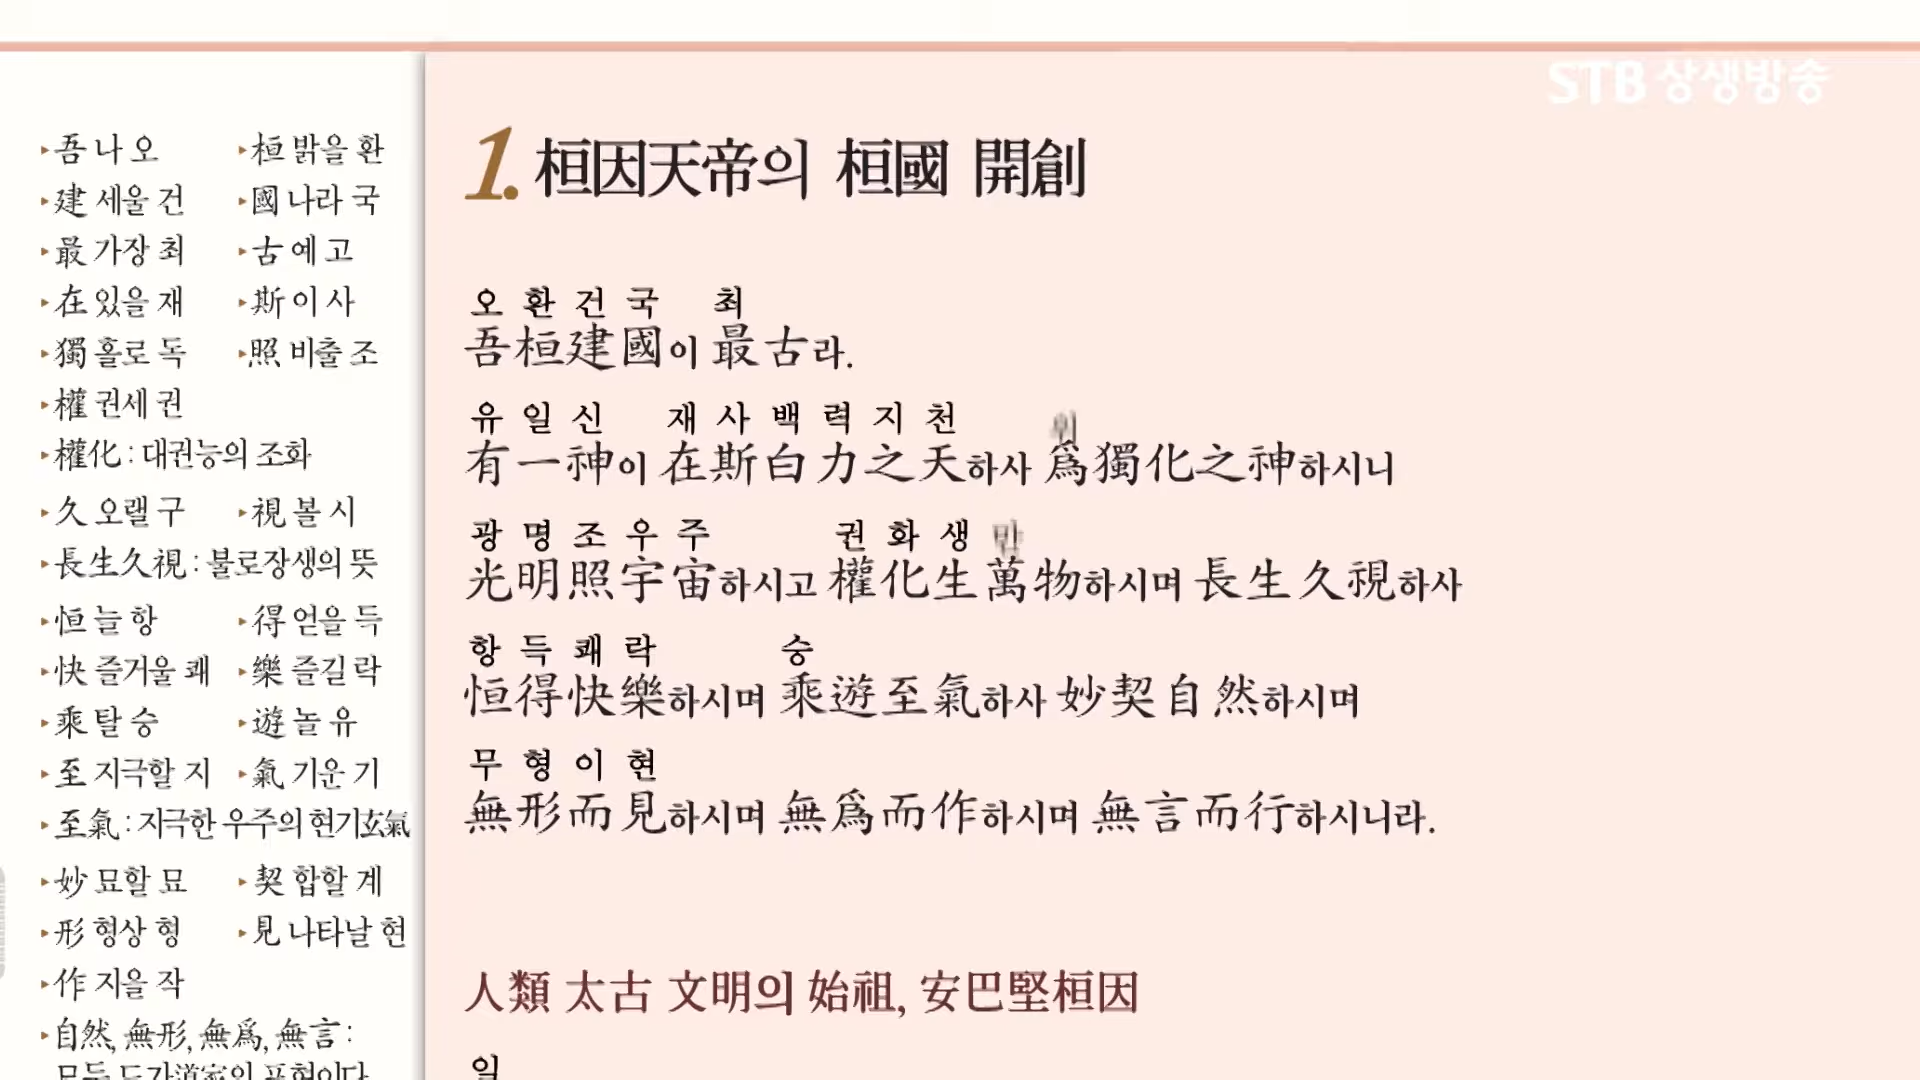 STB 상생방송
▸吾 나 오 ▸桓 밝을 환
▸建 세울 건 ▸國 나라 국
▸最 가장 최 ▸古 예 고
▸在 있을 재 ▸斯 이 사
▸獨 홀로 독 ▸照 비출 조
▸權 권세 권
▸權化 : 대권능의 조화
▸久 오랠 구 ▸視 볼 시
▸長生久視 : 불로장생의 뜻
▸恒 늘 항 ▸得 얻을 득
▸快 즐거울 쾌 ▸樂 즐길 락
▸乘 탈 승 ▸遊 놀 유
▸至 지극할 지 ▸氣 기운 기
▸至氣 : 지극한 우주의 현기玄氣
▸妙 묘할 묘 ▸契 합할 계
▸形 형상 형 ▸見 나타날 현
▸作 지을 작
▸自然, 無形, 無爲, 無言 :
모두 도가道家의 표현이다
1. 桓因天帝의 桓國 開創
오 환 건 국 최
吾桓建國이 最古라.
유 일 신 재 사 백 력 지 천 위
有一神이 在斯白力之天하사 爲獨化之神하시니
광 명 조 우 주 권 화 생 만
光明照宇宙하시고 權化生萬物하시며 長生久視하사
항 득 쾌 락 승
恒得快樂하시며 乘遊至氣하사 妙契自然하시며
무 형 이 현
無形而見하시며 無爲而作하시며 無言而行하시니라.
人類 太古 文明의 始祖, 安巴堅桓因
일